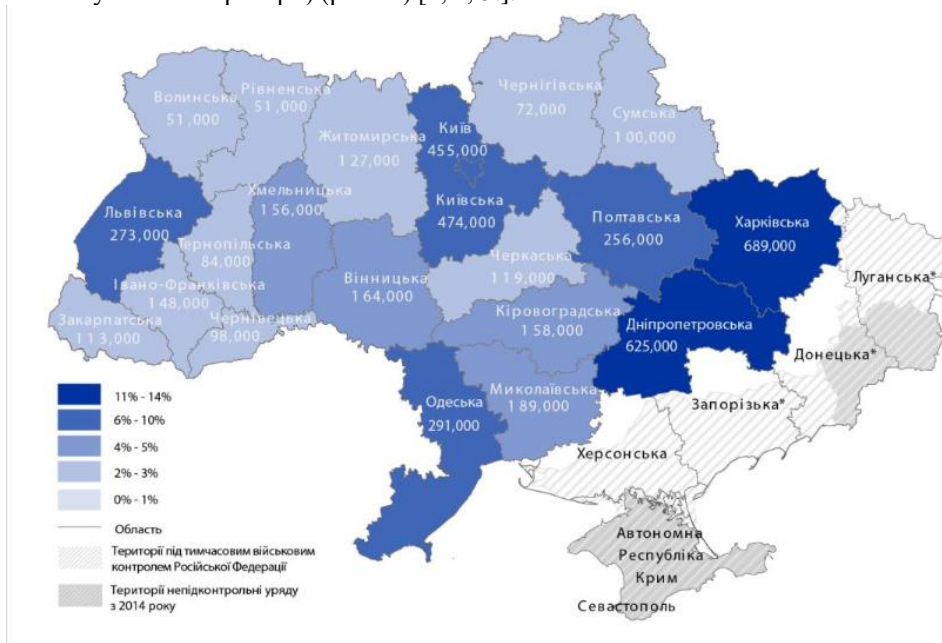 Волинська
51,000
Рівненська
51,000
Житомирська
127,000
Київ
455,000
Чернігівська
72,000
Сумська
100,000
Львівська
273,000
Тернопільська
84,000
Хмельницька
156,000
Київська
474,000
Полтавська
256,000
Харківська
689,000
Луганська*
Івано-Франківська
148,000
Вінницька
164,000
Черкаська
119,000
Закарпатська
113,000
Чернівецька
98,000
Кіровоградська
158,000
Дніпропетровська
625,000
Донецька*
Одеська
291,000
Миколаївська
189,000
Запорізька*
Херсонська
Автономна
Республіка
Крим
Севастополь
11% - 14%
6% - 10%
4% - 5%
2% - 3%
0% - 1%
Область
Території під тимчасовим військовим
контролем Російської Федерації
Території непідконтрольні уряду
з 2014 року